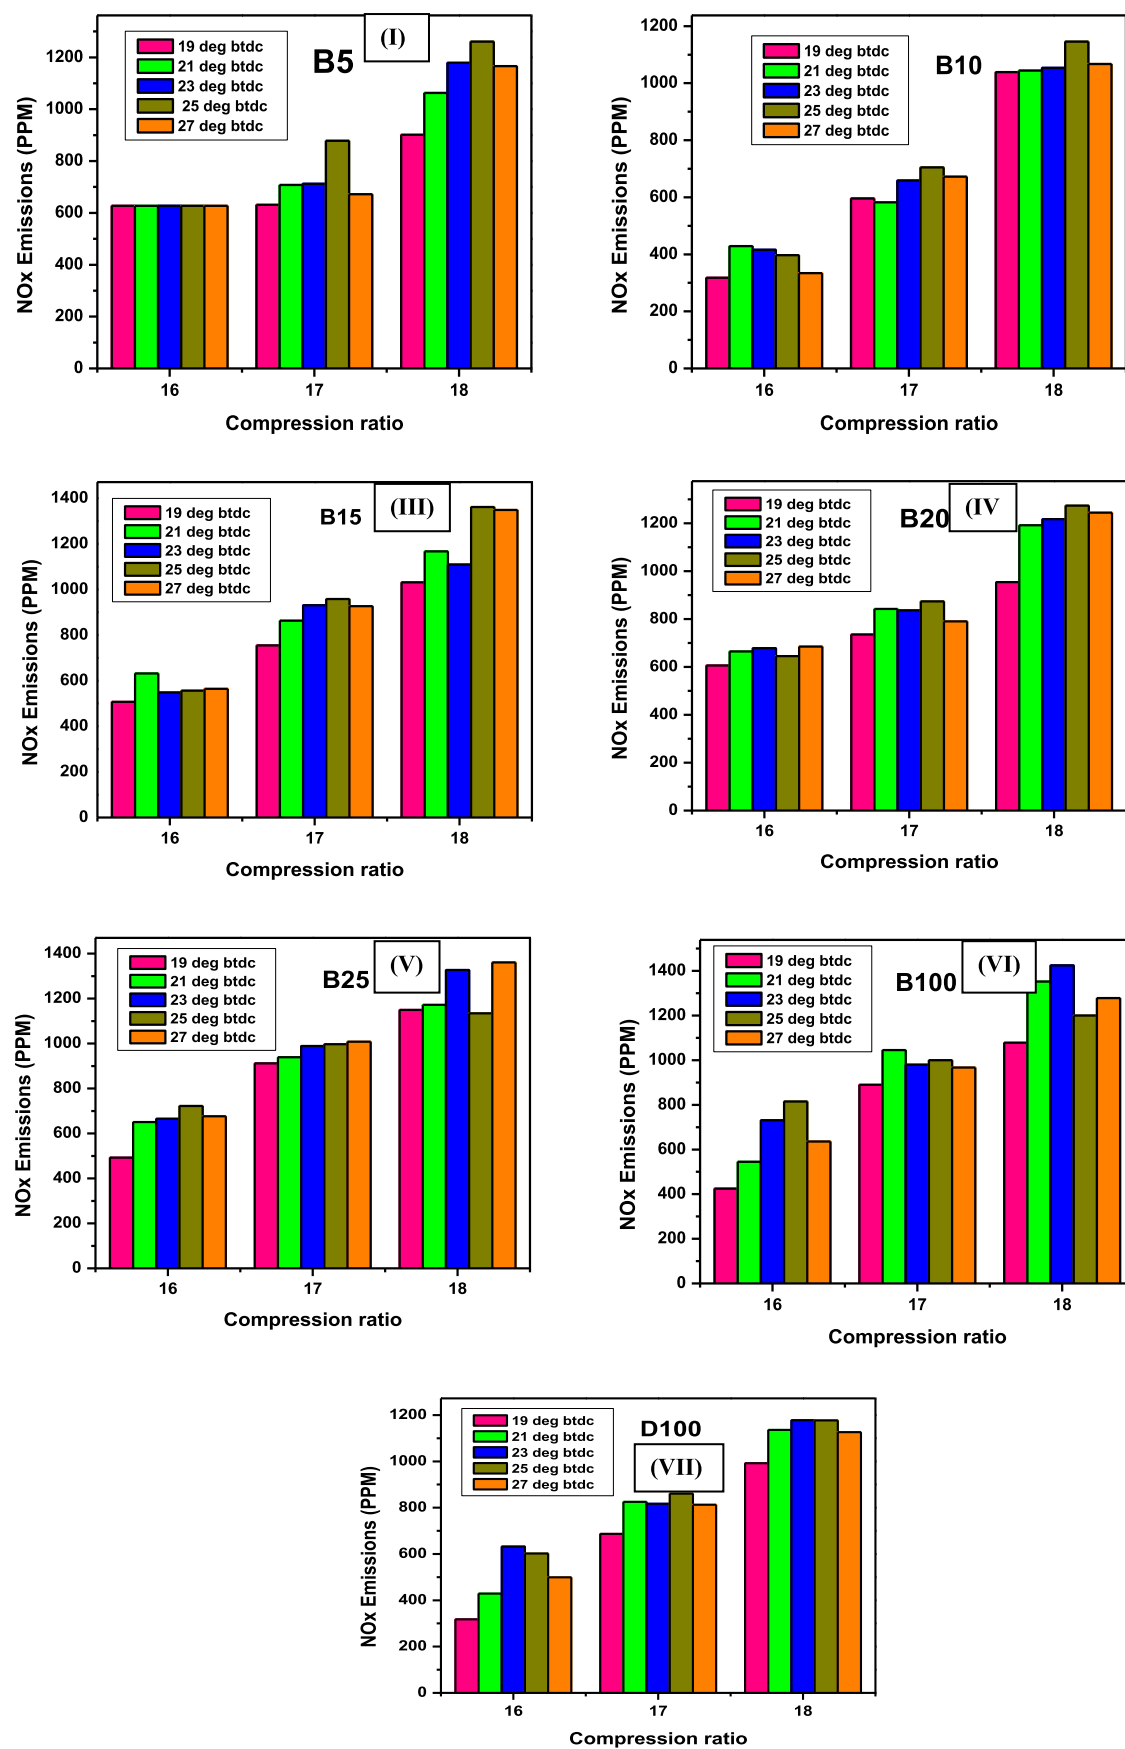 (I)
B5
19 deg btdc
21 deg btdc
23 deg btdc
25 deg btdc
27 deg btdc
NOx Emissions (PPM)
1200
1000
800
600
400
200
0
16 17 18
Compression ratio
B10
19 deg btdc
21 deg btdc
23 deg btdc
25 deg btdc
27 deg btdc
NOx Emissions (PPM)
1200
1000
800
600
400
200
0
16 17 18
Compression ratio
(III)
B15
19 deg btdc
21 deg btdc
23 deg btdc
25 deg btdc
27 deg btdc
NOx Emissions (PPM)
1400
1200
1000
800
600
400
200
0
16 17 18
Compression ratio
(IV
B20
19 deg btdc
21 deg btdc
23 deg btdc
25 deg btdc
27 deg btdc
NOx Emissions (PPM)
1200
1000
800
600
400
200
0
16 17 18
Compression ratio
(V)
B25
19 deg btdc
21 deg btdc
23 deg btdc
25 deg btdc
27 deg btdc
NOx Emissions (PPM)
1400
1200
1000
800
600
400
200
0
16 17 18
Compression ratio
(VI)
B100
19 deg btdc
21 deg btdc
23 deg btdc
25 deg btdc
27 deg btdc
NOx Emissions (PPM)
1400
1200
1000
800
600
400
200
0
16 17 18
Compression ratio
D100
(VII)
19 deg btdc
21 deg btdc
23 deg btdc
25 deg btdc
27 deg btdc
NOx Emissions (PPM)
1200
1000
800
600
400
200
0
16 17 18
Compression ratio